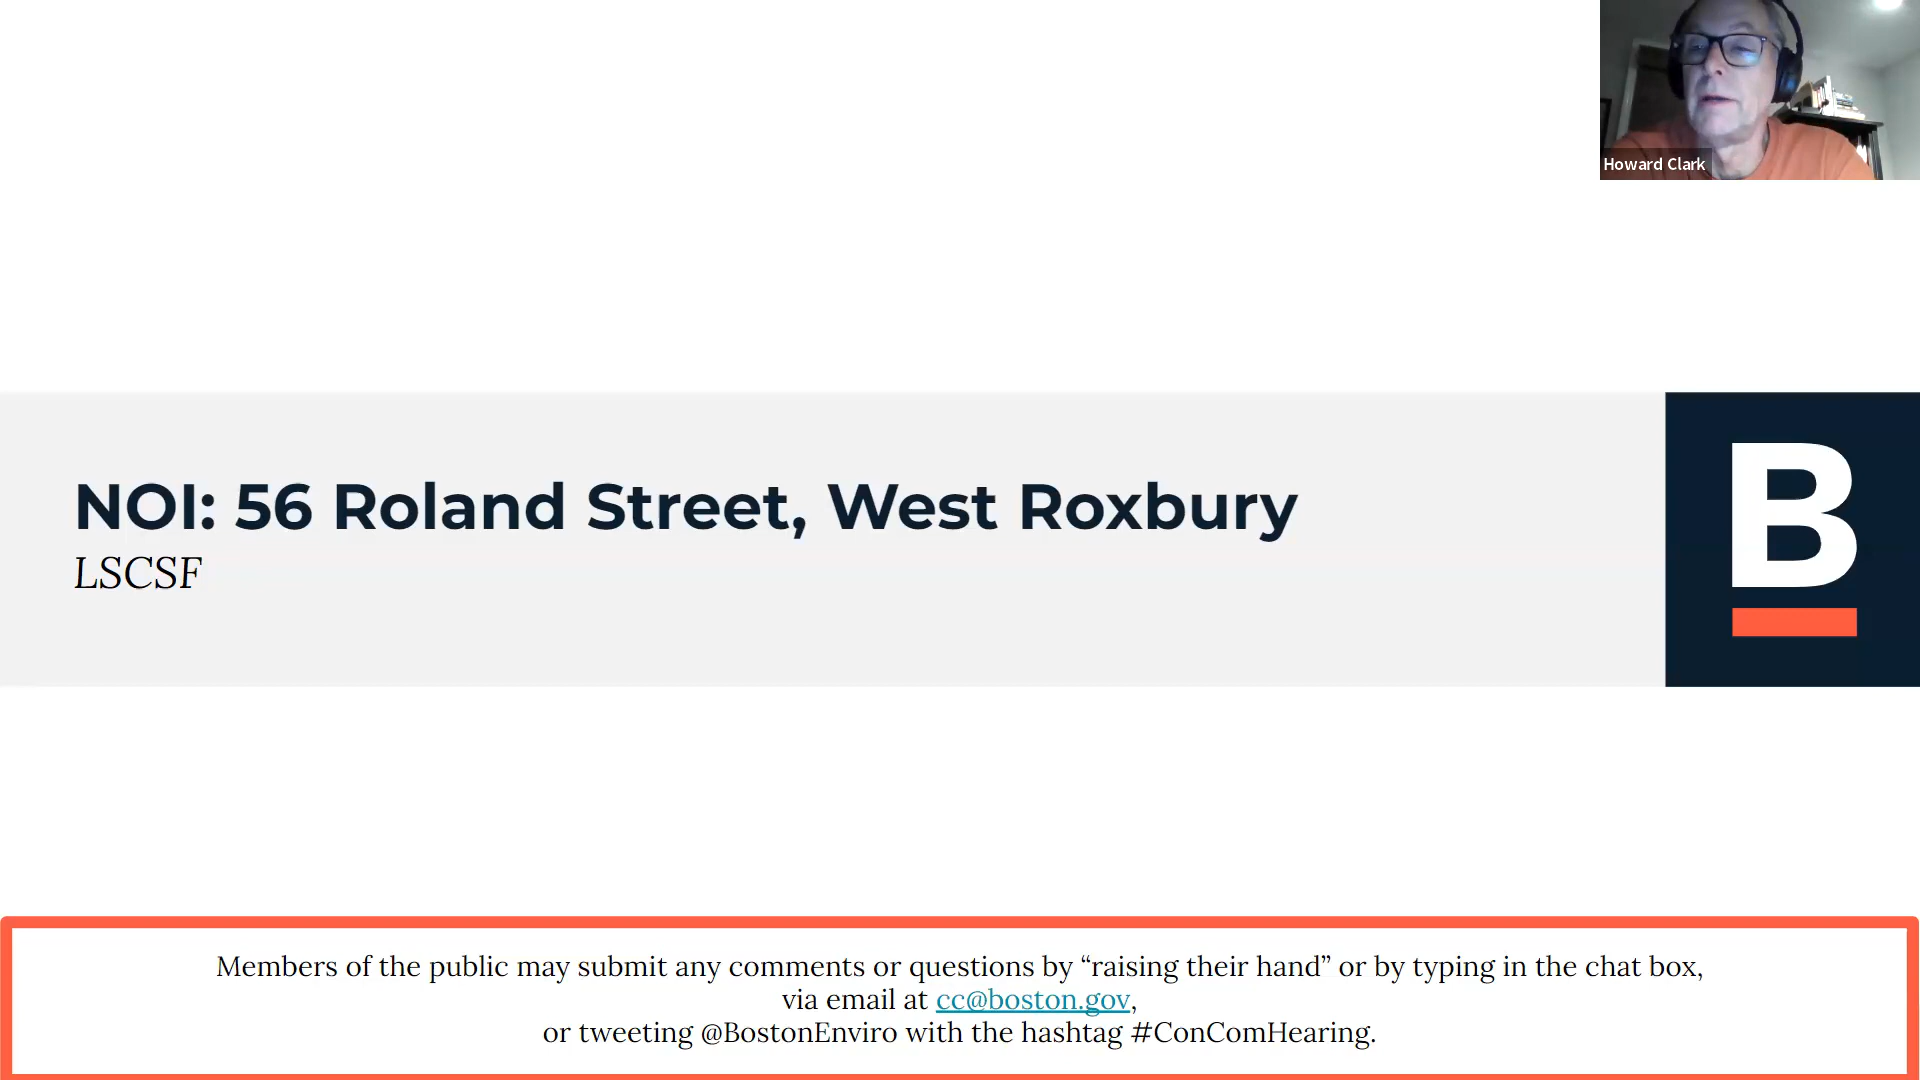 Howard Clark
NOI: 56 Roland Street, West Roxbury
LSCSF
B
Members of the public may submit any comments or questions by “raising their hand” or by typing in the chat box,
via email at cc@boston.gov,
or tweeting @BostonEnviro with the hashtag #ConComHearing.